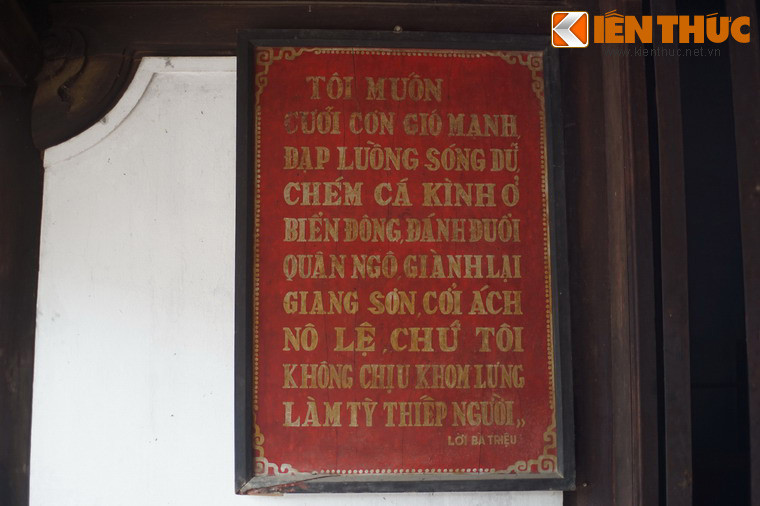 KIẾN THỨC
www.kienthuc.net.vn
TÔI MUÔN
CƯỠI CƠN GIÓ MẠNH,
ĐẠP LUỒNG SÓNG DỮ,
CHÉM CÁ KÌNH Ở
BIỂN ĐÔNG, ĐÁNH ĐUỔI
QUÂN NGÔ, GIÀNH LẠI
GIANG SƠN, CỞI ÁCH
NÔ LỆ, CHỨ TÔI
KHÔNG CHỊU KHOM LƯNG
LÀM TỲ THIẾP NGƯỜI,,
LỜI BÀ TRIỆU